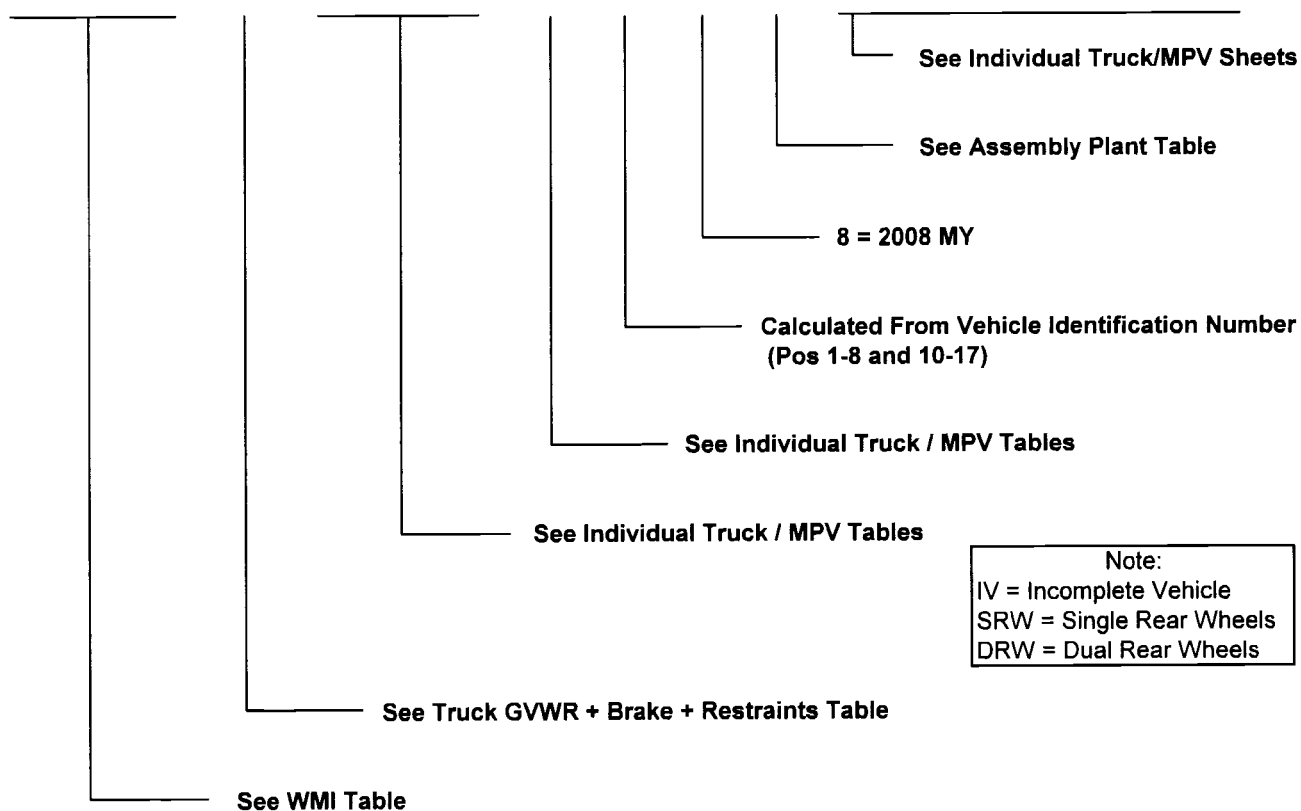 See Individual Truck/MPV Sheets
See Assembly Plant Table
8 = 2008 MY
Calculated From Vehicle Identification Number
(Pos 1-8 and 10-17)
See Individual Truck / MPV Tables
See Individual Truck / MPV Tables
Note:
IV = Incomplete Vehicle
SRW = Single Rear Wheels
DRW = Dual Rear Wheels
See Truck GVWR + Brake + Restraints Table
See WMI Table